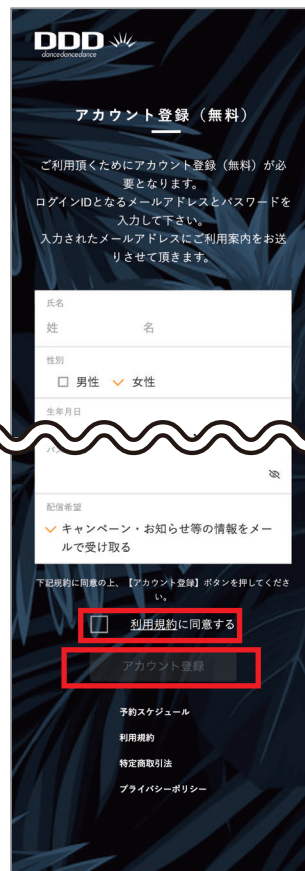 DDD
dancedancedance
アカウント登録（無料）
ご利用頂くためにアカウント登録（無料）が必
要となります。
ログインIDとなるメールアドレスとパスワードを
入力して下さい。
入力されたメールアドレスにご利用案内をお送
りさせて頂きます。
氏名
姓 名
性別
男性 女性
生年月日
配信希望
キャンペーン・お知らせ等の情報をメー
ルで受け取る
下記規約に同意の上、【アカウント登録】ボタンを押してくださ
い。
利用規約に同意する
アカウント登録
予約スケジュール
利用規約
特定商取引法
プライバシーポリシー